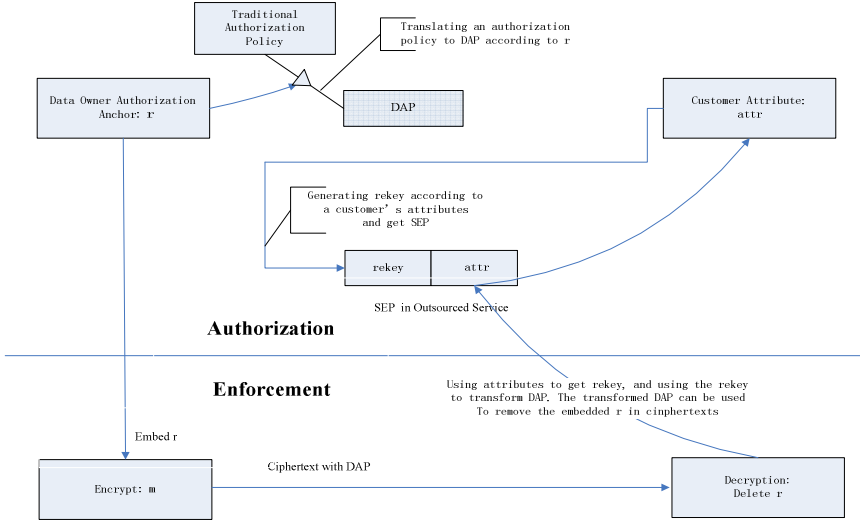 Traditional
Authorization
Policy
Translating an authorization
policy to DAP according to r
Data Owner Authorization
Anchor: r
DAP
Customer Attribute:
attr
Generating rekey according to
a customer's attributes
and get SEP
rekey
attr
SEP in Outsourced Service
Authorization
Enforcement
Using attributes to get rekey, and using the rekey
to transform DAP. The transformed DAP can be used
To remove the embedded r in cinphertexts
Embed r
Ciphertext with DAP
Encrypt: m
Decryption:
Delete r